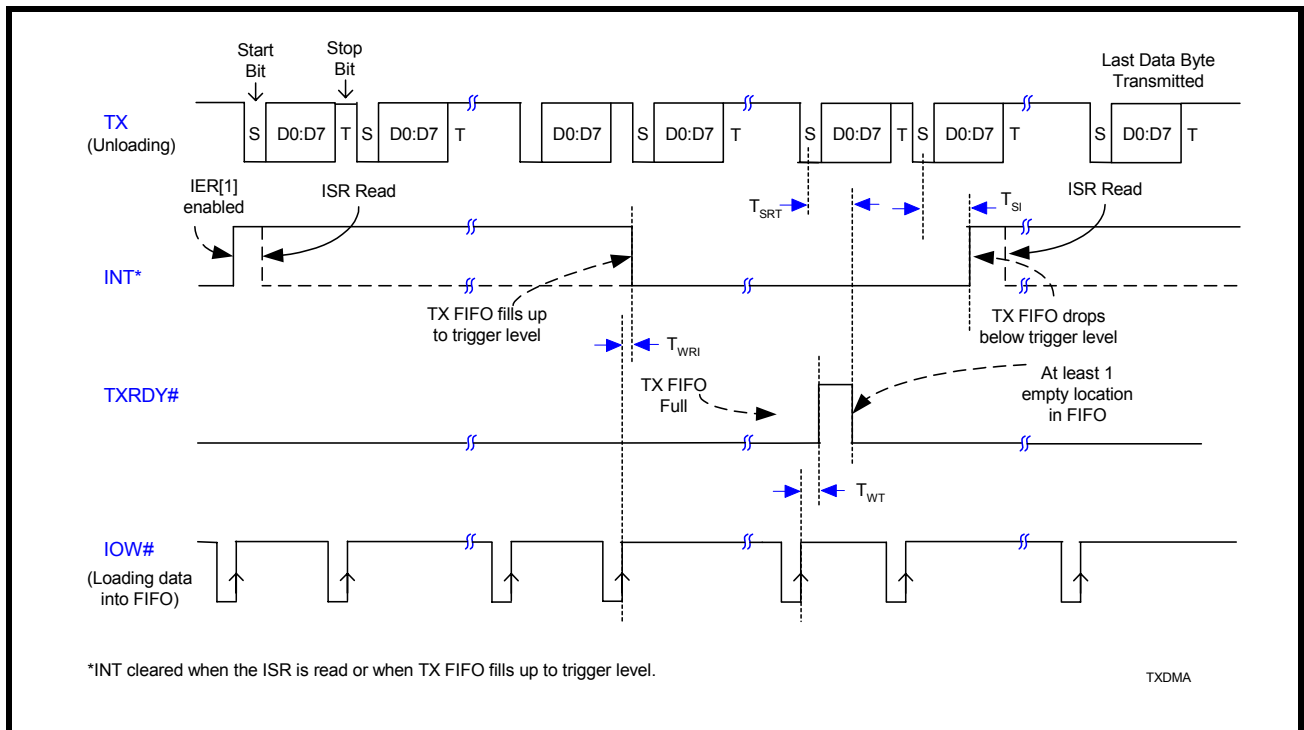 Start
Bit
Stop
Bit
Last Data Byte
Transmitted
TX
(Unloading)
S D0:D7 T S D0:D7 T D0:D7 S D0:D7 T S D0:D7 T S D0:D7 T S D0:D7 T
IER[1]
enabled
ISR Read
T_SRT
T_SI
ISR Read
INT*
TX FIFO fills up
to trigger level
TX FIFO drops
below trigger level
T_WRI
TXRDY#
TX FIFO
Full
At least 1
empty location
in FIFO
T_WT
IOW#
(Loading data
into FIFO)
*INT cleared when the ISR is read or when TX FIFO fills up to trigger level.
TXDMA